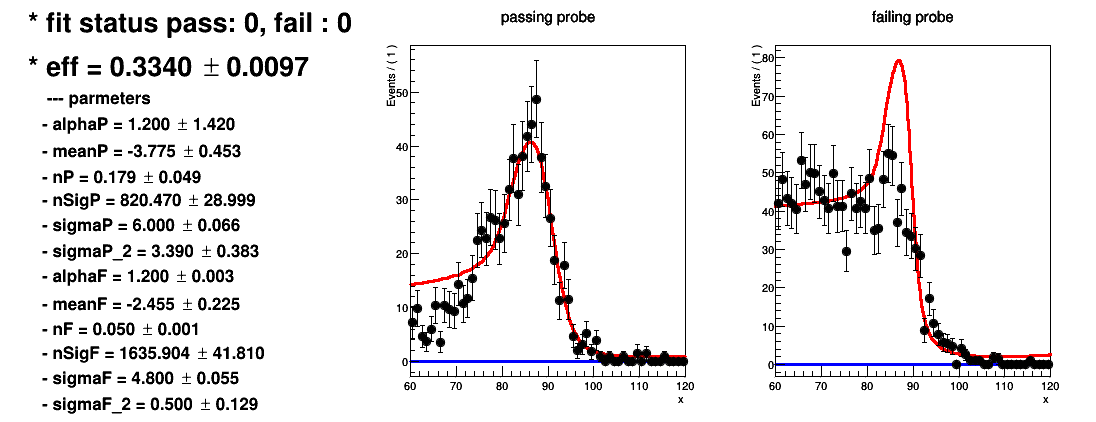 * fit status pass: 0, fail : 0
* eff = 0.3340 ± 0.0097
--- parmeters
- alphaP = 1.200 ± 1.420
- meanP = -3.775 ± 0.453
- nP = 0.179 ± 0.049
- nSigP = 820.470 ± 28.999
- sigmaP = 6.000 ± 0.066
- sigmaP_2 = 3.390 ± 0.383
- alphaF = 1.200 ± 0.003
- meanF = -2.455 ± 0.225
- nF = 0.050 ± 0.001
- nSigF = 1635.904 ± 41.810
- sigmaF = 4.800 ± 0.055
- sigmaF_2 = 0.500 ± 0.129
passing probe
Events / ( 1 )
50
40
30
20
10
0
60 70 80 90 100 110 120
x
failing probe
Events / ( 1 )
80
70
60
50
40
30
20
10
0
60 70 80 90 100 110 120
x